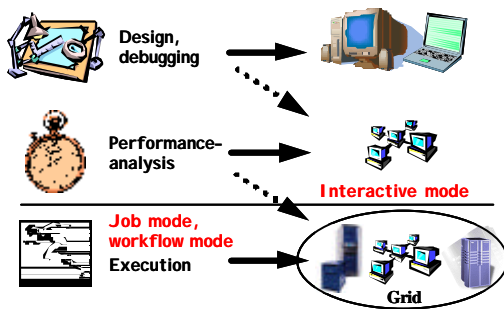 Design,
debugging
Performance-
analysis
Interactive mode
Job mode,
workflow mode
Execution
Grid